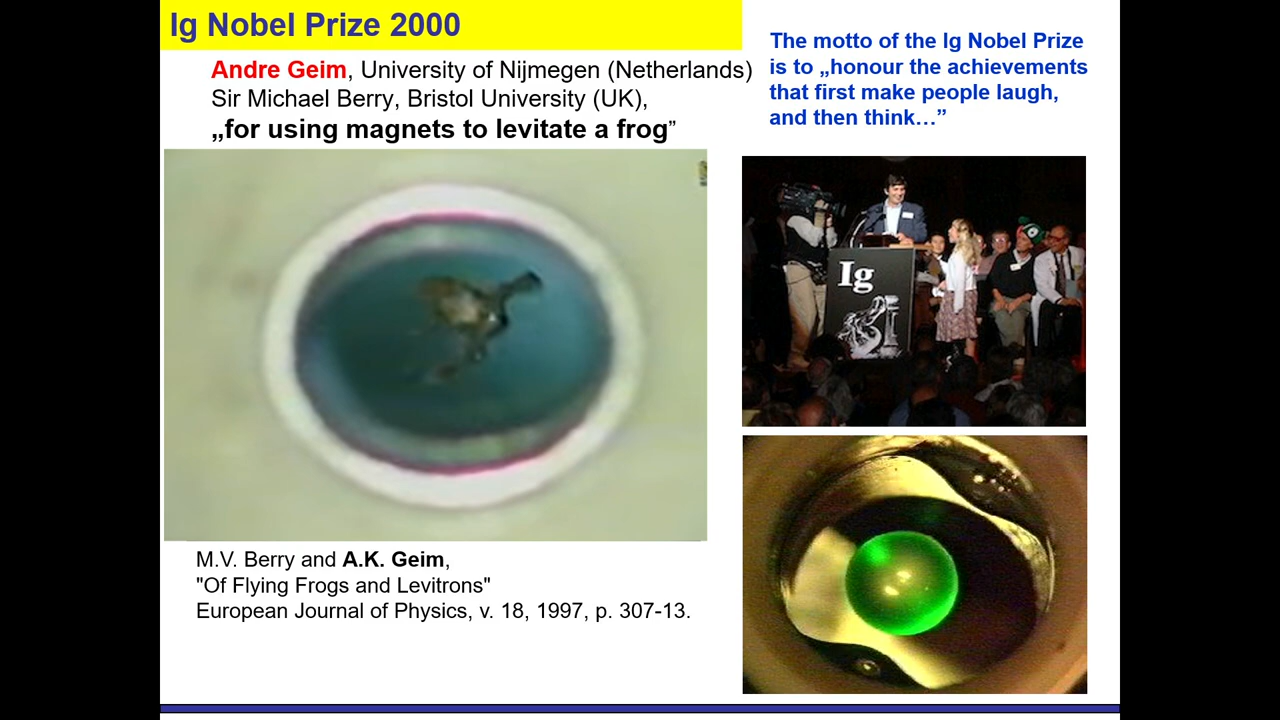 Ig Nobel Prize 2000
Andre Geim, University of Nijmegen (Netherlands)
Sir Michael Berry, Bristol University (UK),
„for using magnets to levitate a frog”
The motto of the Ig Nobel Prize
is to „honour the achievements
that first make people laugh,
and then think…”
Ig
M.V. Berry and A.K. Geim,
"Of Flying Frogs and Levitrons"
European Journal of Physics, v. 18, 1997, p. 307-13.